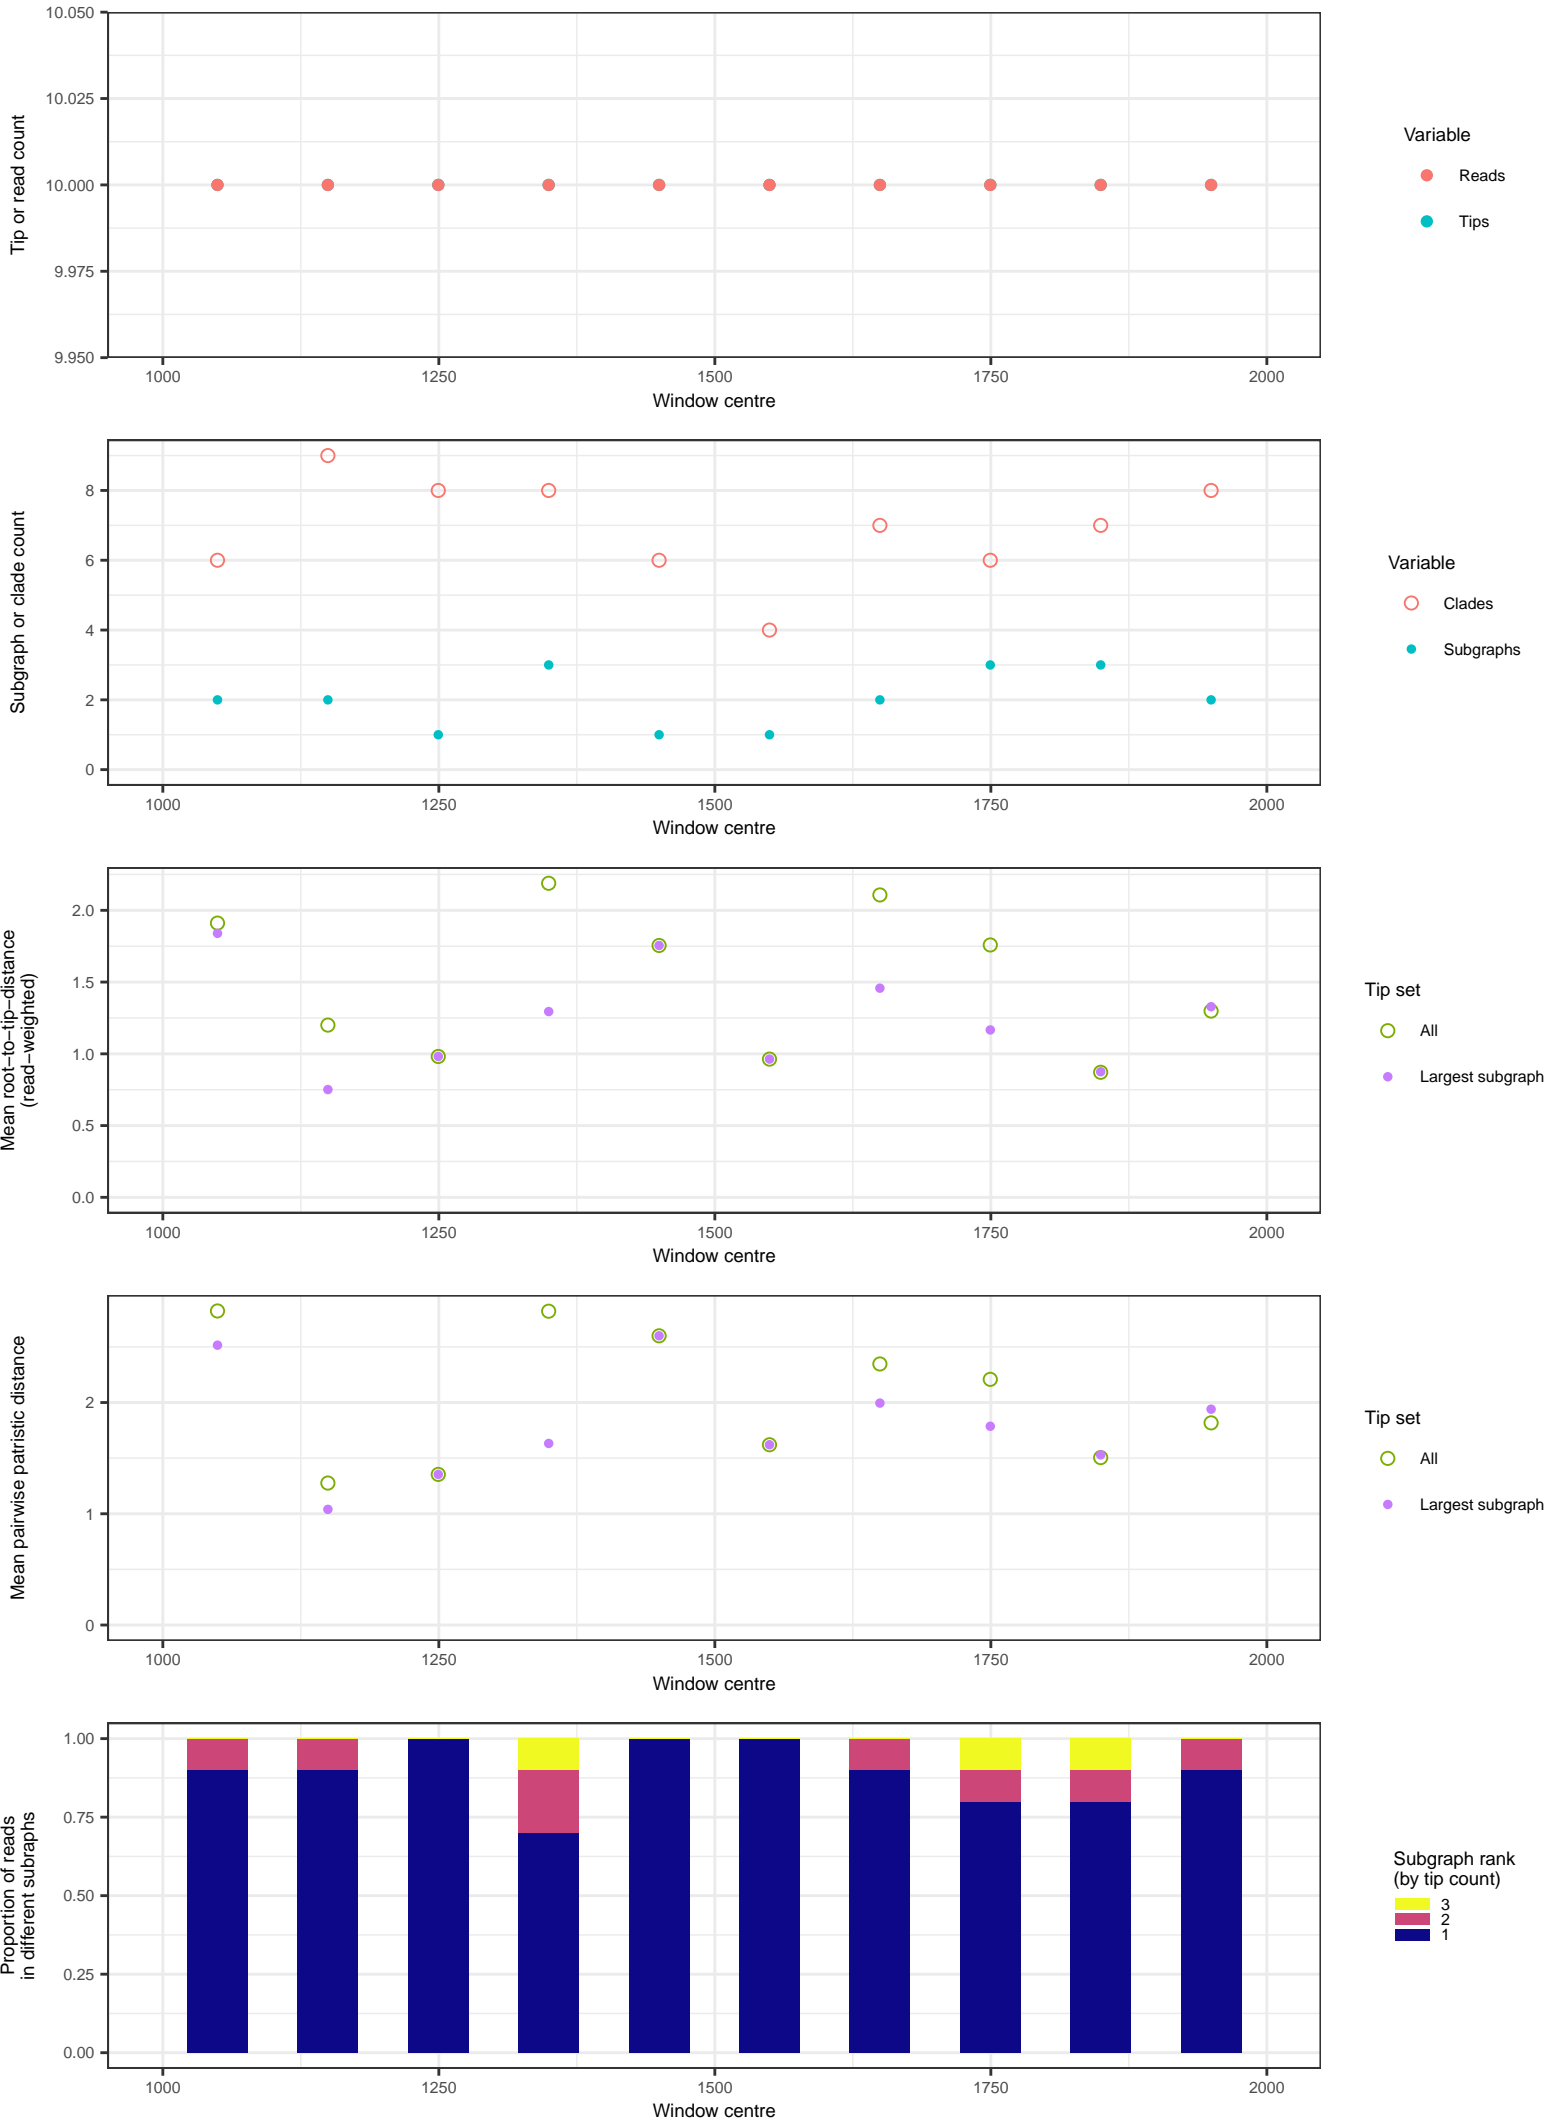 10.050
10.025
10.000
9.975
9.950
Tip or read count
1000 1250 1500 1750 2000
Window centre
Variable
Reads
Tips
8
6
4
2
0
Subgraph or clade count
1000 1250 1500 1750 2000
Window centre
Variable
Clades
Subgraphs
2.0
1.5
1.0
0.5
0.0
Mean root−to−tip−distance
(read−weighted)
1000 1250 1500 1750 2000
Window centre
Tip set
All
Largest subgraph
2
1
0
Mean pairwise patristic distance
1000 1250 1500 1750 2000
Window centre
Tip set
All
Largest subgraph
1.00
0.75
0.50
0.25
0.00
Proportion of reads
in different subraphs
1000 1250 1500 1750 2000
Window centre
Subgraph rank
(by tip count)
3
2
1